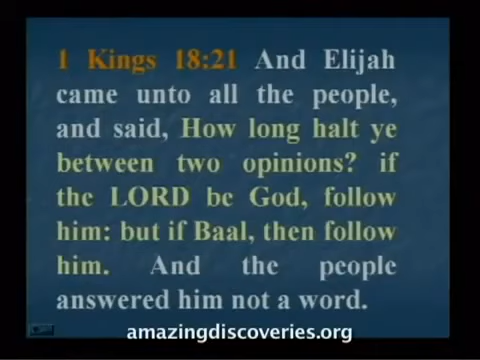 1 Kings 18:21 And Elijah
came unto all the people,
and said, How long halt ye
between two opinions? if
the LORD be God, follow
him: but if Baal, then follow
him. And the people
answered him not a word.
amazingdiscoveries.org